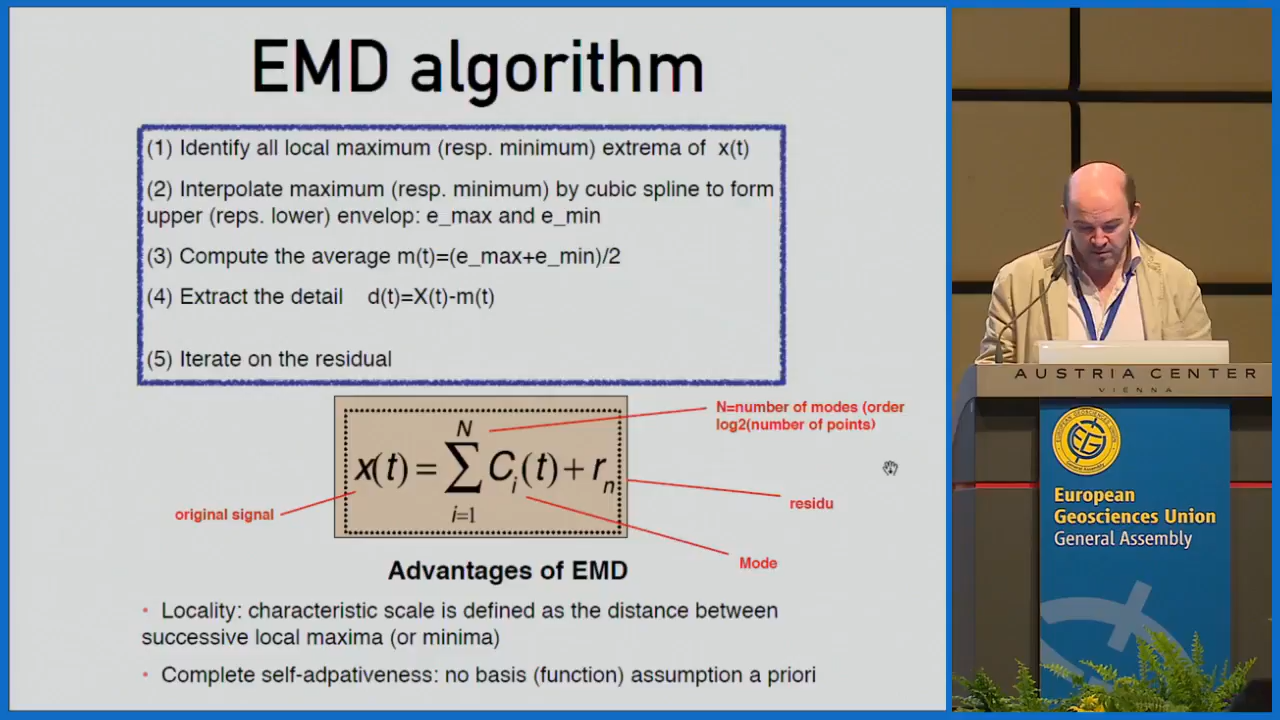 EMD algorithm
(1) Identify all local maximum (resp. minimum) extrema of x(t)
(2) Interpolate maximum (resp. minimum) by cubic spline to form
upper (reps. lower) envelop: e_max and e_min
(3) Compute the average m(t)=(e_max+e_min)/2
(4) Extract the detail d(t)=X(t)-m(t)
(5) Iterate on the residual
N=number of modes (order
log2(number of points)
x(t) = ∑ C_i(t) + r_n
N
i=1
original signal
residu
Mode
Advantages of EMD
• Locality: characteristic scale is defined as the distance between
successive local maxima (or minima)
• Complete self-adpativeness: no basis (function) assumption a priori
AUSTRIA CENTER
VIENNA
EGU
European
Geosciences Union
General Assembly